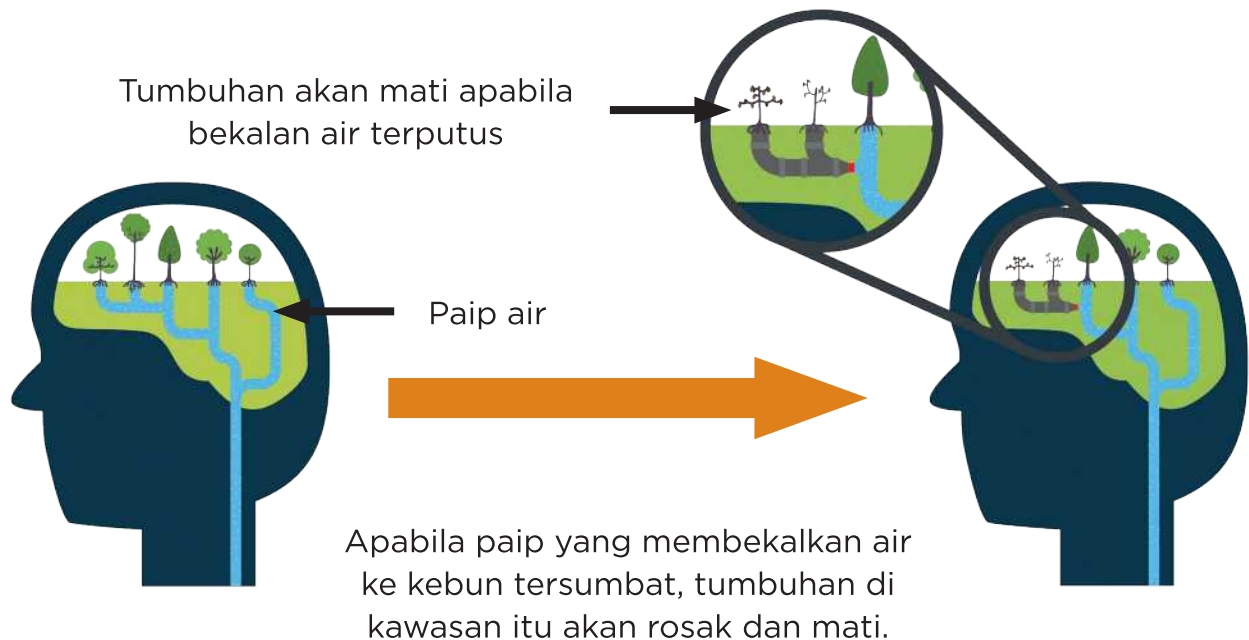 Tumbuhan akan mati apabila
bekalan air terputus
Paip air
Apabila paip yang membekalkan air
ke kebun tersumbat, tumbuhan di
kawasan itu akan rosak dan mati.